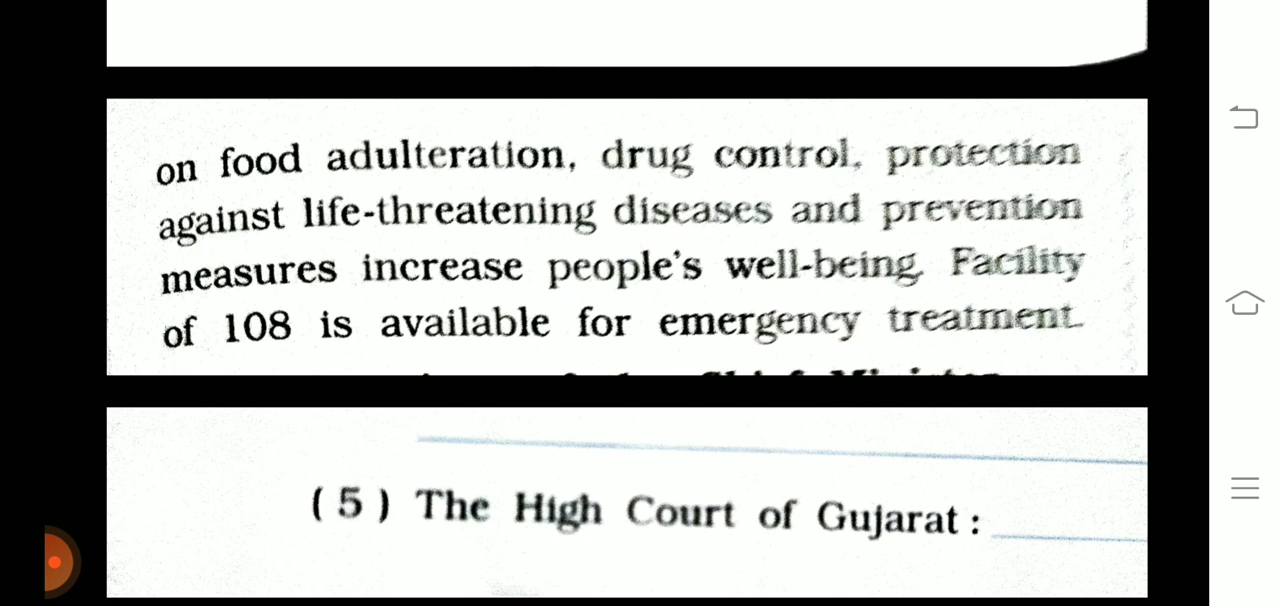 on food adulteration, drug control, protection
against life-threatening diseases and prevention
measures increase people's well-being. Facility
of 108 is available for emergency treatment.
( 5 ) The High Court of Gujarat :